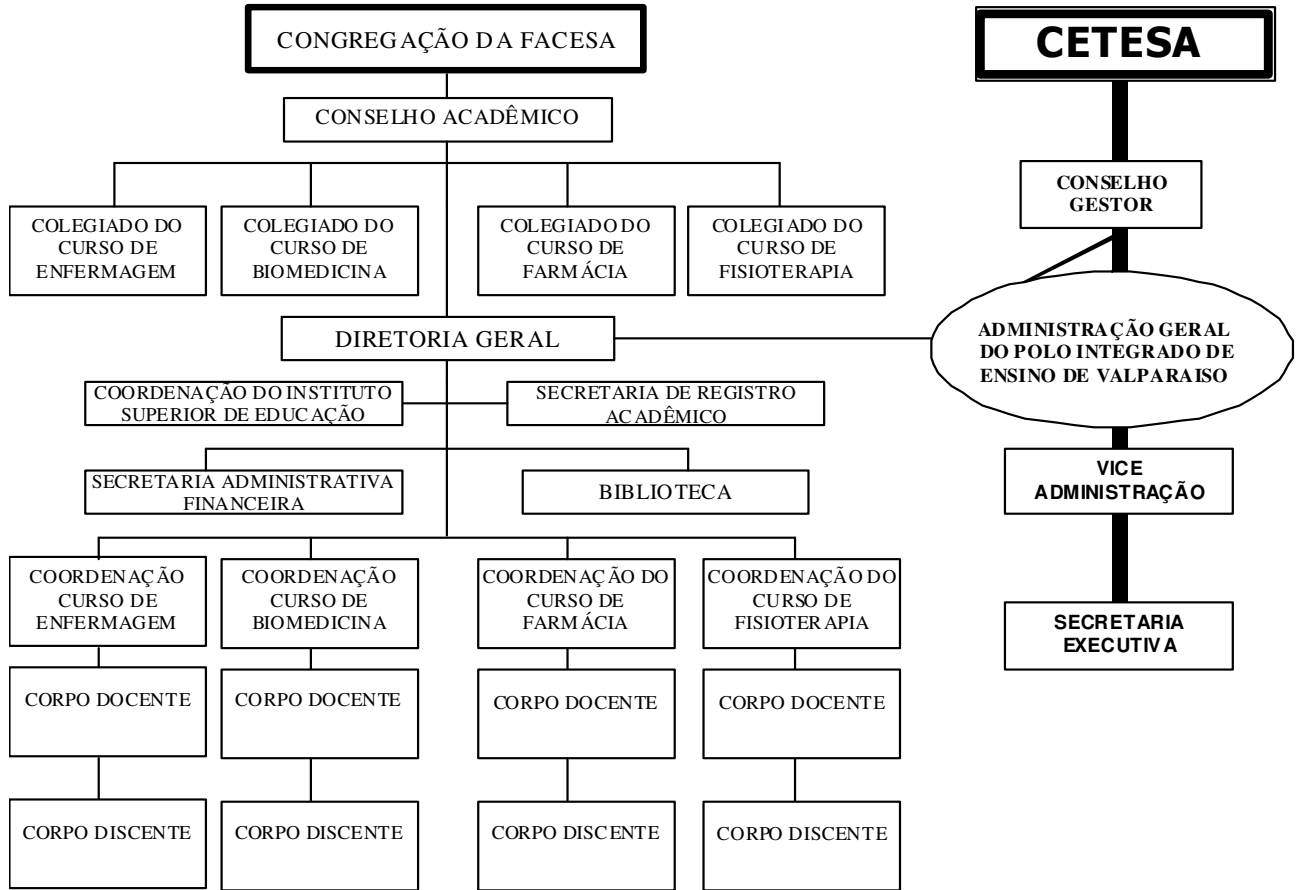 CONGREGAÇÃO DA FACESA
CETESA
CONSELHO ACADÊMICO
CONSELHO
GESTOR
COLEGIADO DO
CURSO DE
ENFERMAGEM
COLEGIADO DO
CURSO DE
BIOMEDICINA
COLEGIADO DO
CURSO DE
FARMÁCIA
COLEGIADO DO
CURSO DE
FISIOTERAPIA
DIRETORIA GERAL
ADMINISTRAÇÃO GERAL
DO POLO INTEGRADO DE
ENSINO DE VALPARAISO
COORDENAÇÃO DO INSTITUTO
SUPERIOR DE EDUCAÇÃO
SECRETARIA DE REGISTRO
ACADÊMICO
SECRETARIA ADMINISTRATIVA
FINANCEIRA
BIBLIOTECA
VICE
ADMINISTRAÇÃO
COORDENAÇÃO
CURSO DE
ENFERMAGEM
COORDENAÇÃO
CURSO DE
BIOMEDICINA
COORDENAÇÃO DO
CURSO DE
FARMÁCIA
COORDENAÇÃO DO
CURSO DE
FISIOTERAPIA
SECRETARIA
EXECUTIVA
CORPO DOCENTE
CORPO DOCENTE
CORPO DOCENTE
CORPO DOCENTE
CORPO DISCENTE
CORPO DISCENTE
CORPO DISCENTE
CORPO DISCENTE